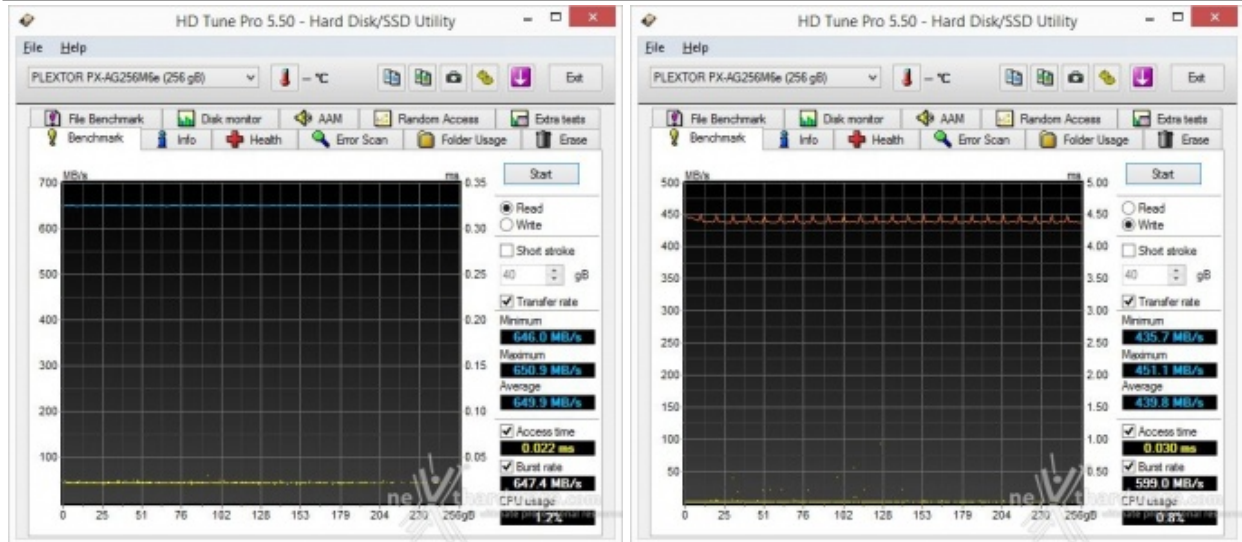 HD Tune Pro 5.50 - Hard Disk/SSD Utility
File Help
PLEXTOR PX-AG256M6e (256 gB)
– °C
Exit
File Benchmark Disk monitor AAM Random Access Extra tests
Benchmark Info Health Error Scan Folder Usage Erase
MB/s
ms
700
600
500
400
300
200
100
0.35
0.30
0.25
0.20
0.15
0.10
0.05
0 25 51 76 102 128 153 179 204 230 256gB
Start
Read
Write
Short stroke
40 gB
Transfer rate
Minimum
646.0 MB/s
Maximum
650.9 MB/s
Average
649.9 MB/s
Access time
0.022 ms
Burst rate
647.4 MB/s
CPU usage
1.2%
HD Tune Pro 5.50 - Hard Disk/SSD Utility
File Help
PLEXTOR PX-AG256M6e (256 gB)
– °C
Exit
File Benchmark Disk monitor AAM Random Access Extra tests
Benchmark Info Health Error Scan Folder Usage Erase
MB/s
ms
500
450
400
350
300
250
200
150
100
50
5.00
4.50
4.00
3.50
3.00
2.50
2.00
1.50
1.00
0.50
0 25 51 76 102 128 153 179 204 230 256gB
Start
Read
Write
Short stroke
40 gB
Transfer rate
Minimum
435.7 MB/s
Maximum
451.1 MB/s
Average
439.8 MB/s
Access time
0.030 ms
Burst rate
599.0 MB/s
CPU usage
0.8%